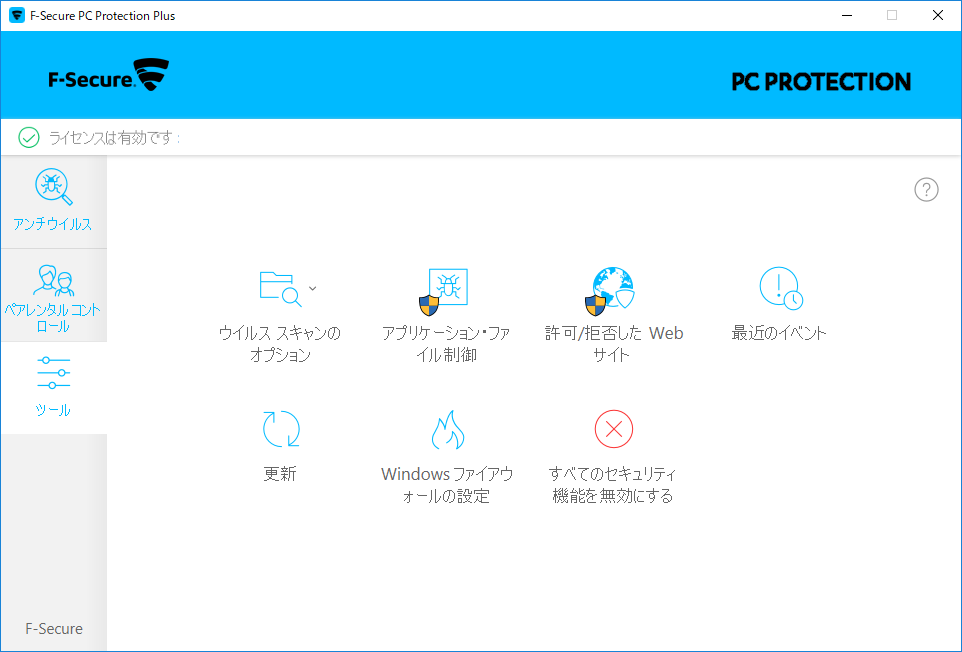 F-Secure PC Protection Plus
F-Secure.
PC PROTECTION
ライセンスは有効です :
アンチウイルス
ペアレンタル コント
ロール
ツール
F-Secure
?
ウイルス スキャンの
オプション
アプリケーション・ファ
イル制御
許可/拒否した Web
サイト
最近のイベント
更新
Windows ファイアウ
ォールの設定
すべてのセキュリティ
機能を無効にする